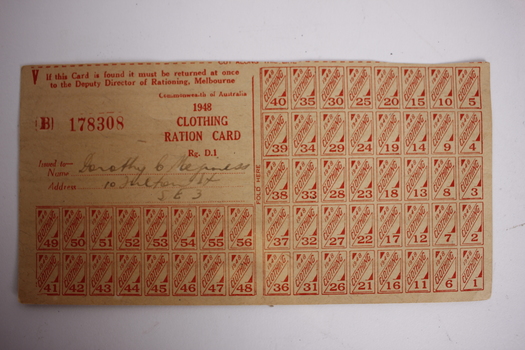 V If this Card is found it must be returned at once
to the Deputy Director of Rationing, Melbourne
Commonwealth of Australia
1948
(B) 178308
CLOTHING
RATION CARD
Rg. D.1
Issued to—
Name Dorothy C
Address 10
S E 3
FOLD HERE
40 35 30 25 20 15 10 5
39 34 29 24 19 14 9 4
38 33 28 23 18 13 8 3
37 32 27 22 17 12 7 2
36 31 26 21 16 11 6 1
49 50 51 52 53 54 55 56
41 42 43 44 45 46 47 48